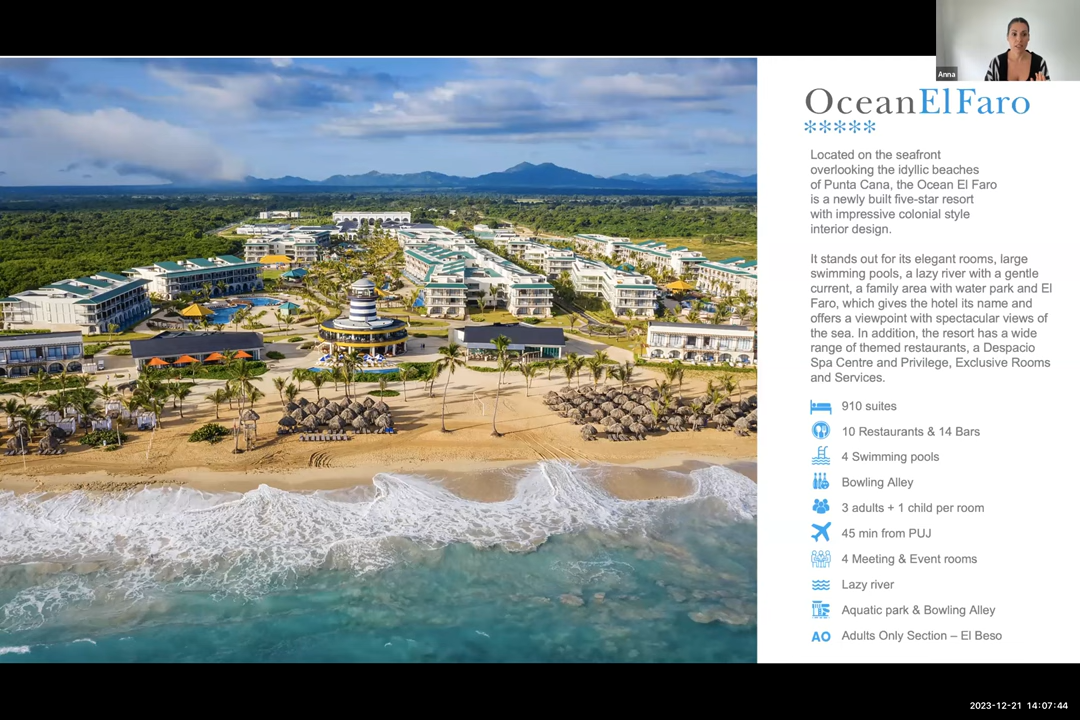 Anna
OceanElFaro
*****
Located on the seafront
overlooking the idyllic beaches
of Punta Cana, the Ocean El Faro
is a newly built five-star resort
with impressive colonial style
interior design.
It stands out for its elegant rooms, large
swimming pools, a lazy river with a gentle
current, a family area with water park and El
Faro, which gives the hotel its name and
offers a viewpoint with spectacular views of
the sea. In addition, the resort has a wide
range of themed restaurants, a Despacio
Spa Centre and Privilege, Exclusive Rooms
and Services.
910 suites
10 Restaurants & 14 Bars
4 Swimming pools
Bowling Alley
3 adults + 1 child per room
45 min from PUJ
4 Meeting & Event rooms
Lazy river
Aquatic park & Bowling Alley
AO Adults Only Section – El Beso
2023-12-21 14:07:44